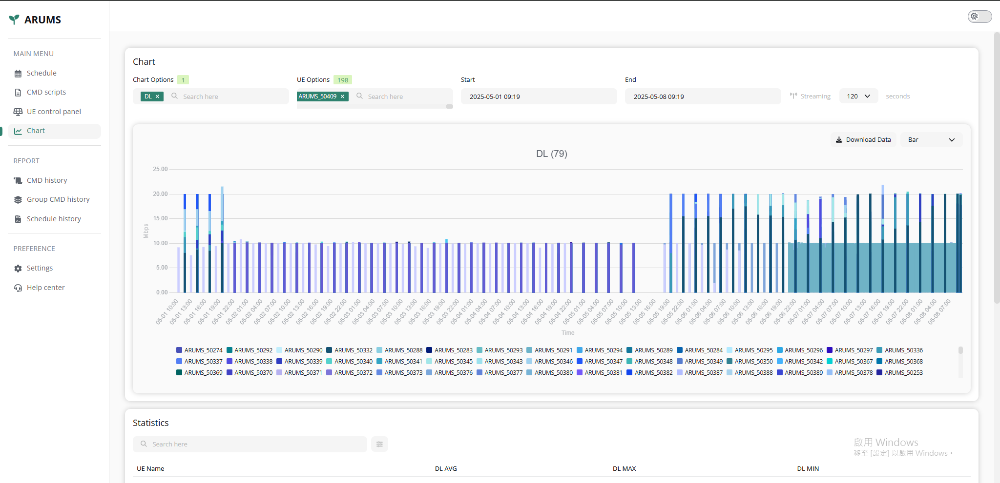 ARUMS
MAIN MENU
Schedule
CMD scripts
UE control panel
Chart
REPORT
CMD history
Group CMD history
Schedule history
PREFERENCE
Settings
Help center
Chart
Chart Options 1
UE Options 198
Start
End
DL × Search here
ARUMS_50409 × Search here
2025-05-01 09:19
2025-05-08 09:19
Streaming 120 seconds
Download Data
Bar
DL (79)
25.00
20.00
15.00
10.00
5.00
0.00
Mbps
05-01 10:00 05-01 13:00 05-01 16:00 05-01 19:00 05-01 22:00 05-02 01:00 05-02 04:00 05-02 07:00 05-02 10:00 05-02 13:00 05-02 16:00 05-02 19:00 05-02 22:00 05-03 01:00 05-03 04:00 05-03 07:00 05-03 10:00 05-03 13:00 05-03 16:00 05-03 19:00 05-03 22:00 05-04 01:00 05-04 04:00 05-04 07:00 05-04 10:00 05-04 13:00 05-04 16:00 05-04 19:00 05-04 22:00 05-05 01:00 05-05 04:00 05-05 07:00 05-05 10:00 05-05 13:00 05-05 16:00 05-05 19:00 05-05 22:00 05-06 01:00 05-06 04:00 05-06 07:00 05-06 10:00 05-06 13:00 05-06 16:00 05-06 19:00 05-06 22:00 05-07 01:00 05-07 04:00 05-07 07:00 05-07 10:00 05-07 13:00 05-07 16:00 05-07 19:00 05-07 22:00 05-08 01:00 05-08 04:00 05-08 07:00
Time
ARUMS_50274 ARUMS_50292 ARUMS_50290 ARUMS_50332 ARUMS_50288 ARUMS_50283 ARUMS_50293 ARUMS_50291 ARUMS_50294 ARUMS_50289 ARUMS_50284 ARUMS_50295 ARUMS_50296 ARUMS_50297 ARUMS_50336
ARUMS_50337 ARUMS_50338 ARUMS_50339 ARUMS_50340 ARUMS_50341 ARUMS_50345 ARUMS_50343 ARUMS_50346 ARUMS_50347 ARUMS_50348 ARUMS_50349 ARUMS_50350 ARUMS_50342 ARUMS_50367 ARUMS_50368
ARUMS_50369 ARUMS_50370 ARUMS_50371 ARUMS_50372 ARUMS_50373 ARUMS_50376 ARUMS_50377 ARUMS_50380 ARUMS_50381 ARUMS_50382 ARUMS_50387 ARUMS_50388 ARUMS_50389 ARUMS_50378 ARUMS_50253
Statistics
Search here
啟用 Windows
移至 [設定] 以啟用 Windows。
UE Name DL AVG DL MAX DL MIN